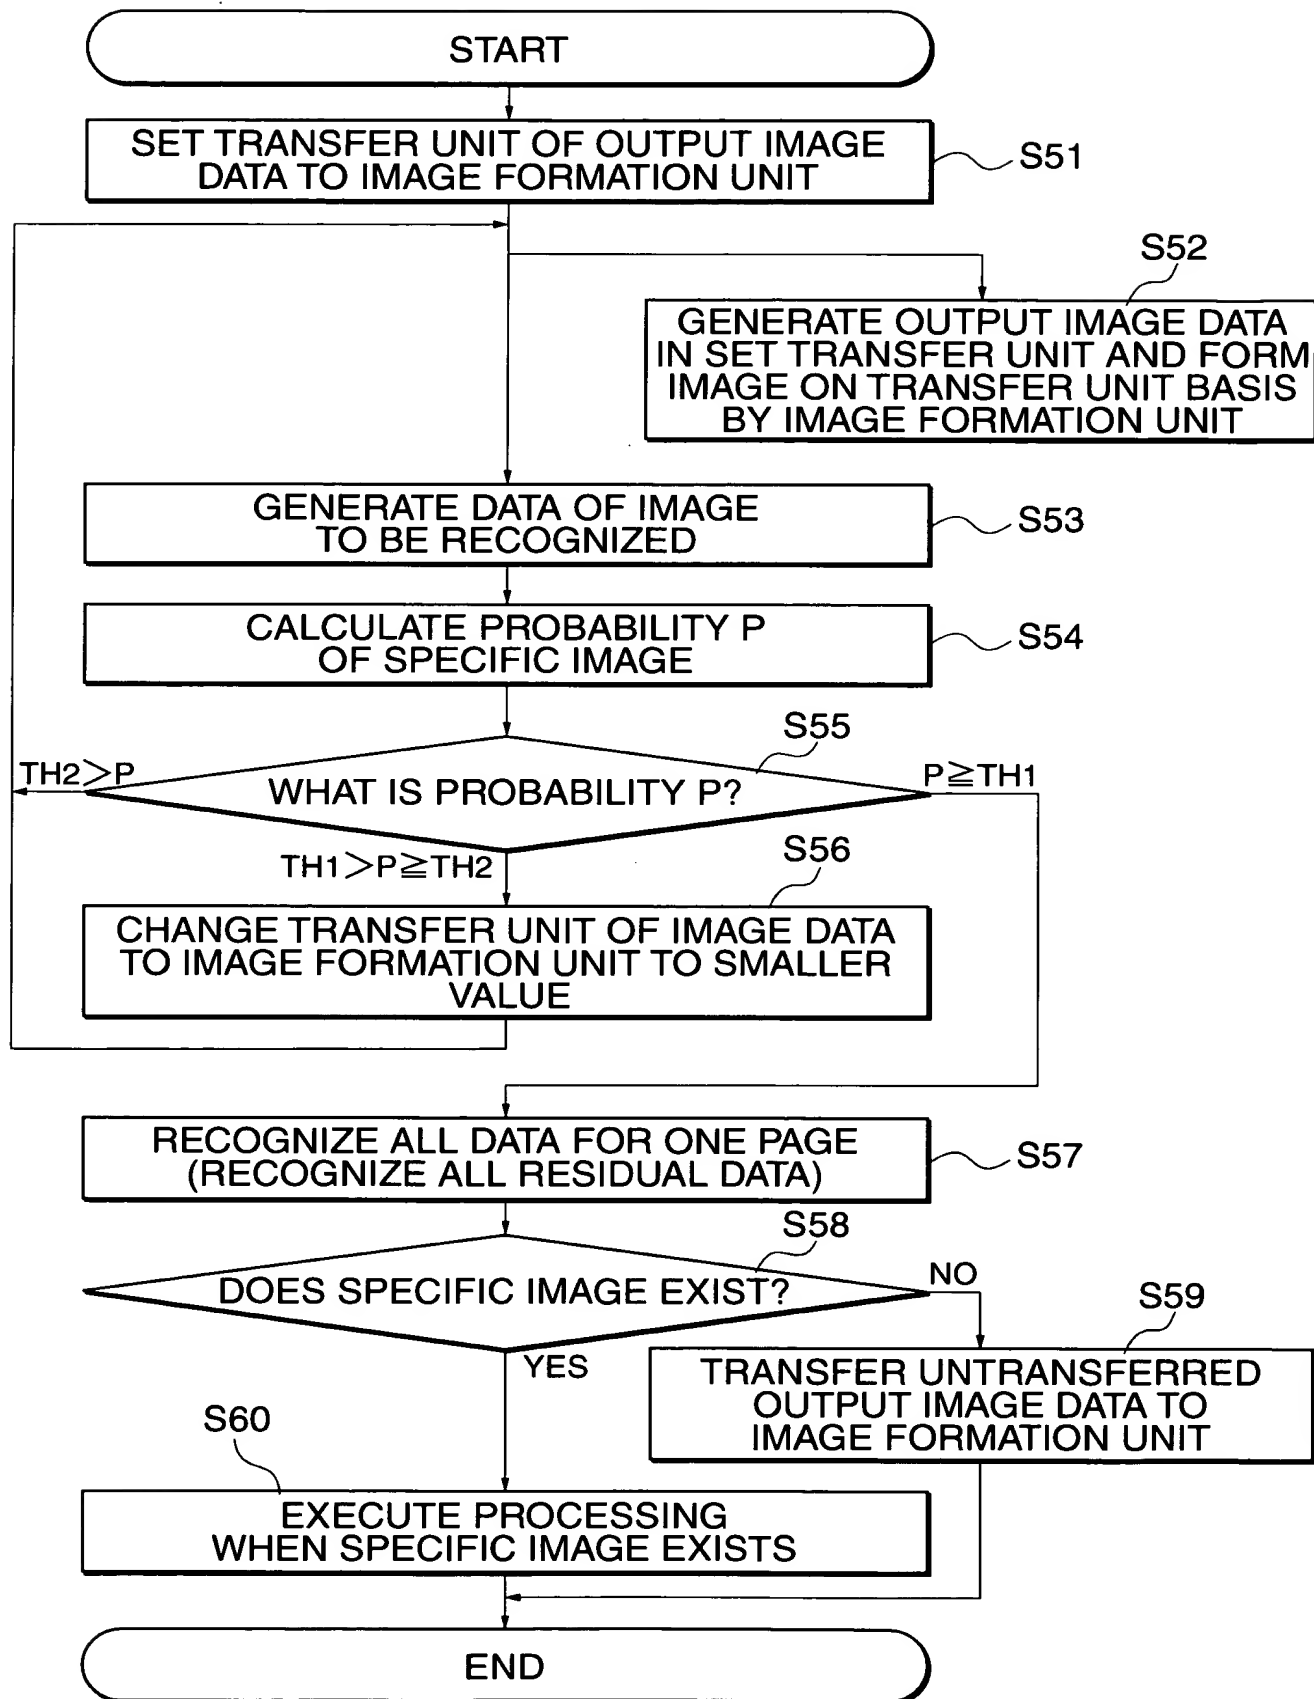 START
SET TRANSFER UNIT OF OUTPUT IMAGE
DATA TO IMAGE FORMATION UNIT
S51
S52
GENERATE OUTPUT IMAGE DATA
IN SET TRANSFER UNIT AND FORM
IMAGE ON TRANSFER UNIT BASIS
BY IMAGE FORMATION UNIT
GENERATE DATA OF IMAGE
TO BE RECOGNIZED
S53
CALCULATE PROBABILITY P
OF SPECIFIC IMAGE
S54
S55
TH2>P
WHAT IS PROBABILITY P?
P≧TH1
TH1>P≧TH2
S56
CHANGE TRANSFER UNIT OF IMAGE DATA
TO IMAGE FORMATION UNIT TO SMALLER
VALUE
RECOGNIZE ALL DATA FOR ONE PAGE
(RECOGNIZE ALL RESIDUAL DATA)
S57
S58
DOES SPECIFIC IMAGE EXIST?
NO
YES
S59
TRANSFER UNTRANSFERRED
OUTPUT IMAGE DATA TO
IMAGE FORMATION UNIT
S60
EXECUTE PROCESSING
WHEN SPECIFIC IMAGE EXISTS
END